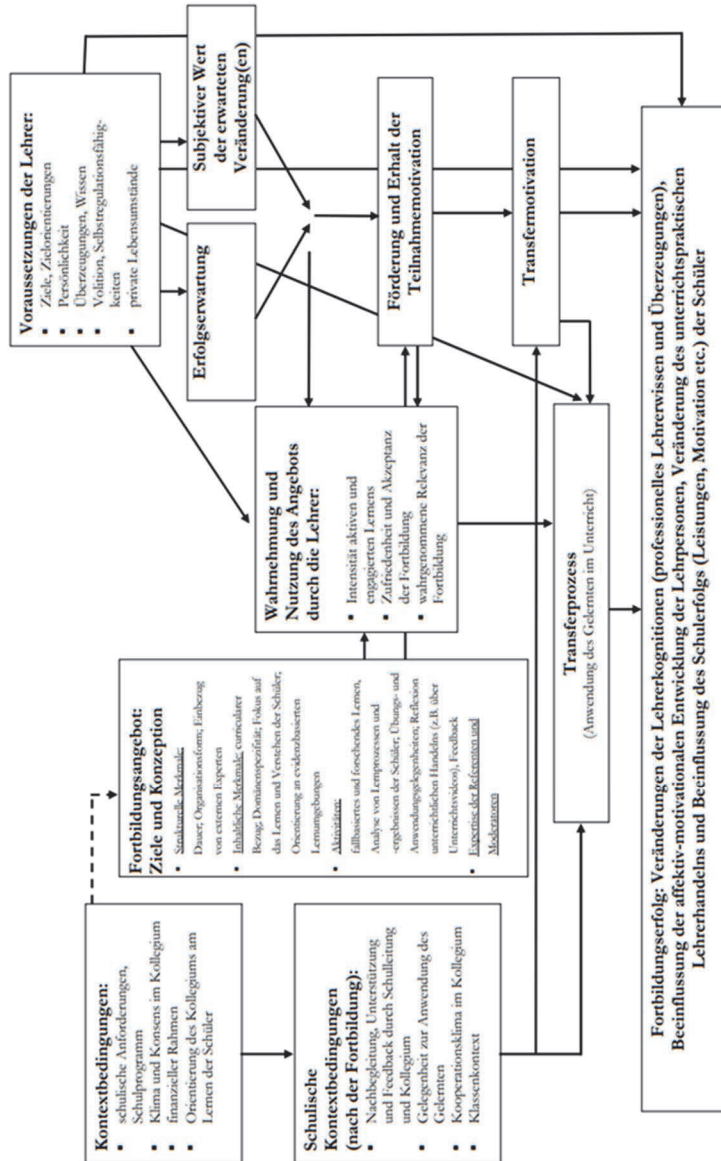 Kontextbedingungen:
▪ schulische Anforderungen,
Schulprogramm
▪ Klima und Konsens im Kollegium
▪ finanzieller Rahmen
▪ Orientierung des Kollegiums am
Lernen der Schüler
Schulische
Kontextbedingungen
(nach der Fortbildung):
▪ Nachbegleitung, Unterstützung
und Feedback durch Schulleitung
und Kollegium
▪ Gelegenheit zur Anwendung des
Gelernten
▪ Kooperationsklima im Kollegium
▪ Klassenkontext
Fortbildungsangebot:
Ziele und Konzeption
▪ Strukturelle Merkmale:
Dauer; Organisationsform; Einbezug
von externen Experten
▪ Inhaltliche Merkmale: curricularer
Bezug; Domänenspezifität; Fokus auf
das Lernen und Verstehen der Schüler;
Orientierung an evidenzbasierten
Lernumgebungen
▪ Aktivitäten:
fallbasiertes und forschendes Lernen,
Analyse von Lernprozessen und
-ergebnissen der Schüler; Übungs- und
Anwendungsgelegenheiten; Reflexion
unterrichtlichen Handelns (z.B. über
Unterrichtsvideos), Feedback
▪ Expertise der Referenten und
Moderatoren
Wahrnehmung und
Nutzung des Angebots
durch die Lehrer:
▪ Intensität aktiven und
engagierten Lernens
▪ Zufriedenheit und Akzeptanz
der Fortbildung
▪ wahrgenommene Relevanz der
Fortbildung
Voraussetzungen der Lehrer:
▪ Ziele, Zielorientierungen
▪ Persönlichkeit
▪ Überzeugungen, Wissen
▪ Volition, Selbstregulationsfähig-
keiten
▪ private Lebensumstände
Erfolgserwartung
Subjektiver Wert
der erwarteten
Veränderung(en)
Förderung und Erhalt der
Teilnahmemotivation
Transfermotivation
Transferprozess
(Anwendung des Gelernten im Unterricht)
Fortbildungserfolg: Veränderungen der Lehrerkognitionen (professionelles Lehrerwissen und Überzeugungen),
Beeinflussung der affektiv-motivationalen Entwicklung der Lehrpersonen, Veränderung des unterrichtspraktischen
Lehrerhandelns und Beeinflussung des Schulerfolgs (Leistungen, Motivation etc.) der Schüler